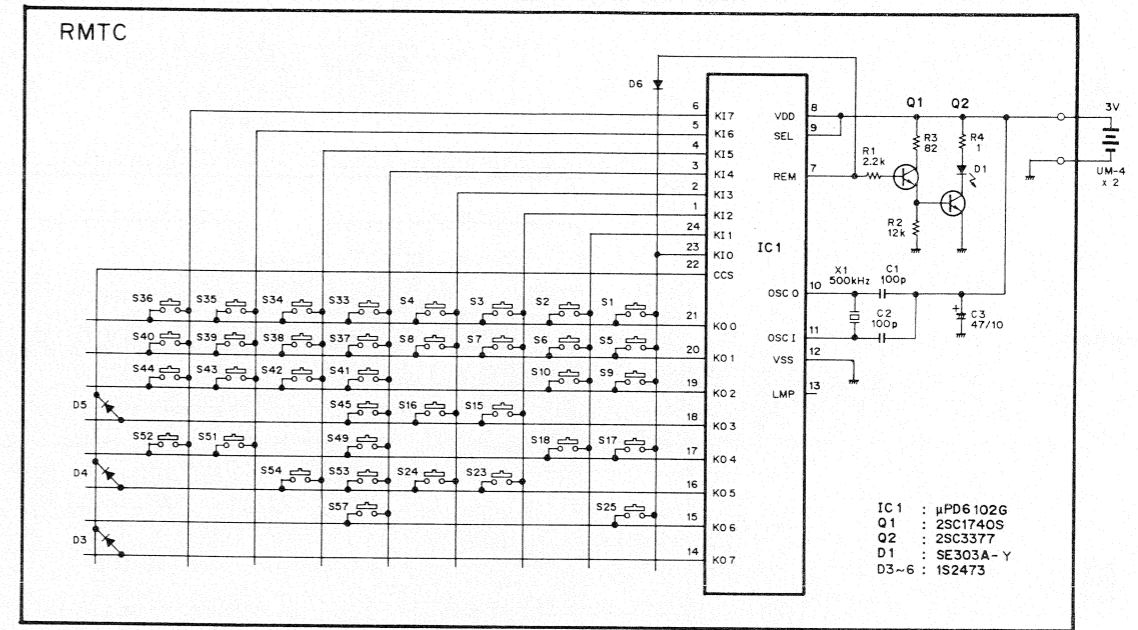 RMTC
D6
6 KI7
5 KI6
4 KI5
3 KI4
2 KI3
1 KI2
24 KI1
23 KI0
22 CCS
IC1
VDD 8
SEL 9
REM 7
R1
2.2k
Q1 Q2
R3
82
R4
1
D1
R2
12k
3V
UM-4
x 2
X1
500kHz
C1
100p
OSC O 10
C2
100p
OSC I 11
C3
47/10
+
VSS 12
LMP 13
S36 S35 S34 S33 S4 S3 S2 S1
21 KO 0
S40 S39 S38 S37 S8 S7 S6 S5
20 KO 1
S44 S43 S42 S41 S10 S9
19 KO 2
D5
S45 S16 S15
18 KO 3
S52 S51 S49 S18 S17
17 KO 4
D4
S54 S53 S24 S23
16 KO 5
S57 S25
15 KO 6
D3
14 KO 7
IC1 : µPD6102G
Q1 : 2SC1740S
Q2 : 2SC3377
D1 : SE303A-Y
D3~6 : 1S2473